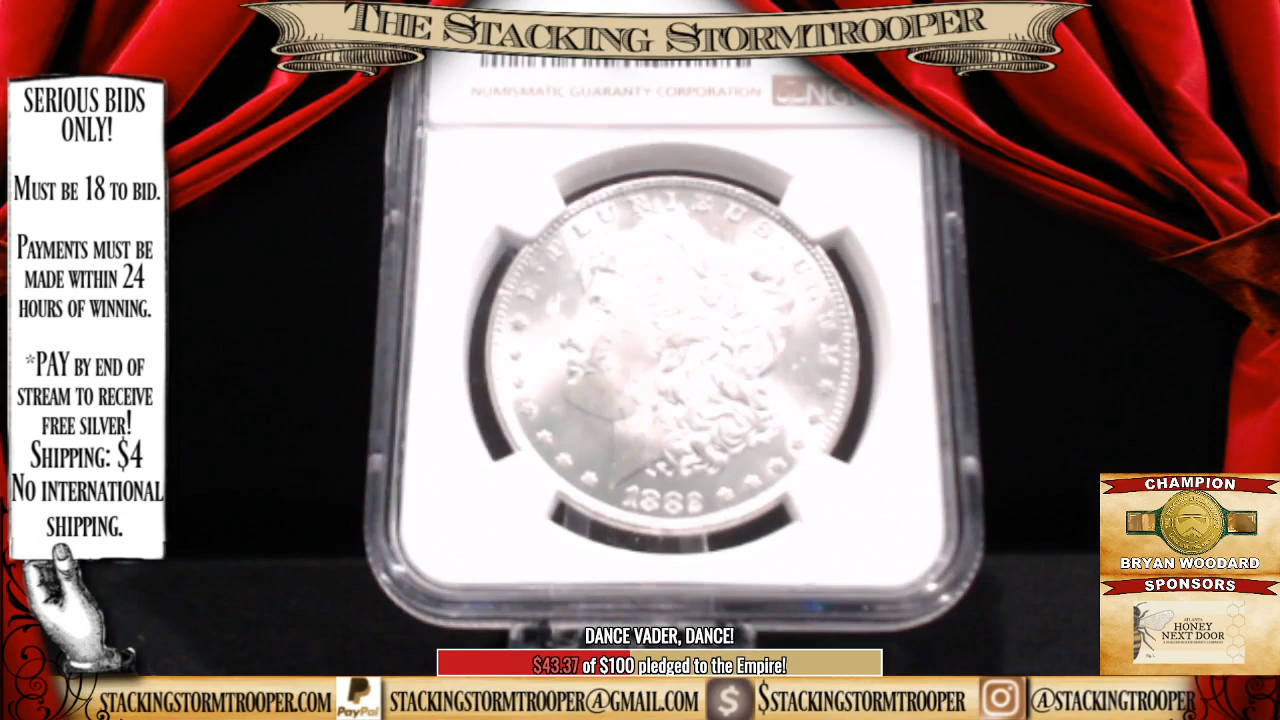 THE STACKING STORMTROOPER
SERIOUS BIDS
ONLY!
MUST BE 18 TO BID.
PAYMENTS MUST BE
MADE WITHIN 24
HOURS OF WINNING.
*PAY BY END OF
STREAM TO RECEIVE
FREE SILVER!
SHIPPING: $4
NO INTERNATIONAL
SHIPPING.
NUMISMATIC GUARANTY CORPORATION
E · PLURIBUS · UNUM
CHAMPION
BRYAN WOODARD
SPONSORS
HONEY
NEXT DOOR
DANCE VADER, DANCE!
$43.37 of $100 pledged to the Empire!
STACKINGSTORMTROOPER.COM
PayPal
STACKINGSTORMTROOPER@GMAIL.COM
$
$STACKINGSTORMTROOPER
@STACKINGTROOPER